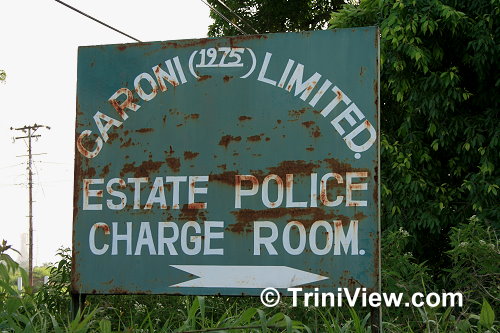 CARONI (1975) LIMITED.
ESTATE POLICE
CHARGE ROOM.
© TriniView.com